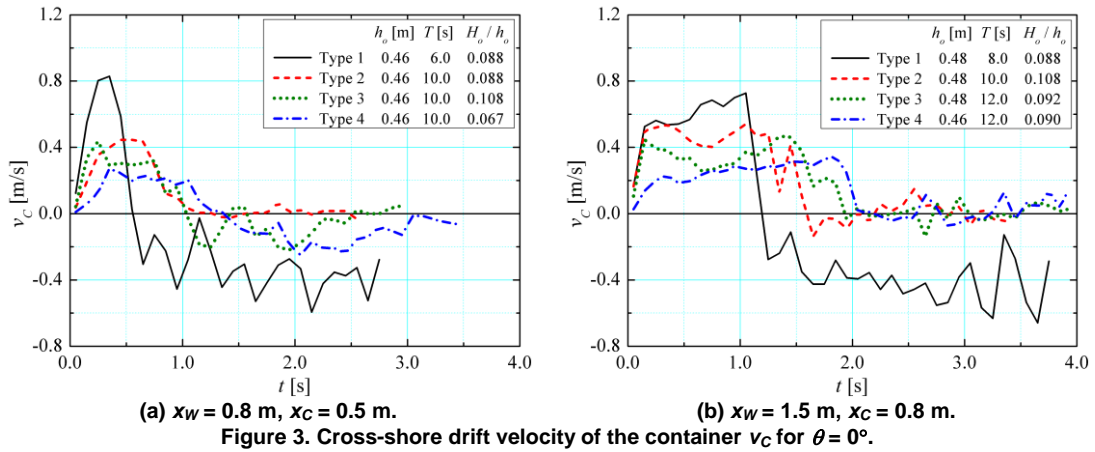 1.2
0.8
0.4
0.0
-0.4
-0.8
v_C [m/s]
h_o [m] T [s] H_o / h_o
Type 1 0.46 6.0 0.088
Type 2 0.46 10.0 0.088
Type 3 0.46 10.0 0.108
Type 4 0.46 10.0 0.067
0.0 1.0 2.0 3.0 4.0
t [s]
(a) x_W = 0.8 m, x_C = 0.5 m.
1.2
0.8
0.4
0.0
-0.4
-0.8
v_C [m/s]
h_o [m] T [s] H_o / h_o
Type 1 0.48 8.0 0.088
Type 2 0.48 10.0 0.108
Type 3 0.48 12.0 0.092
Type 4 0.46 12.0 0.090
0.0 1.0 2.0 3.0 4.0
t [s]
(b) x_W = 1.5 m, x_C = 0.8 m.
Figure 3. Cross-shore drift velocity of the container v_C for θ = 0°.